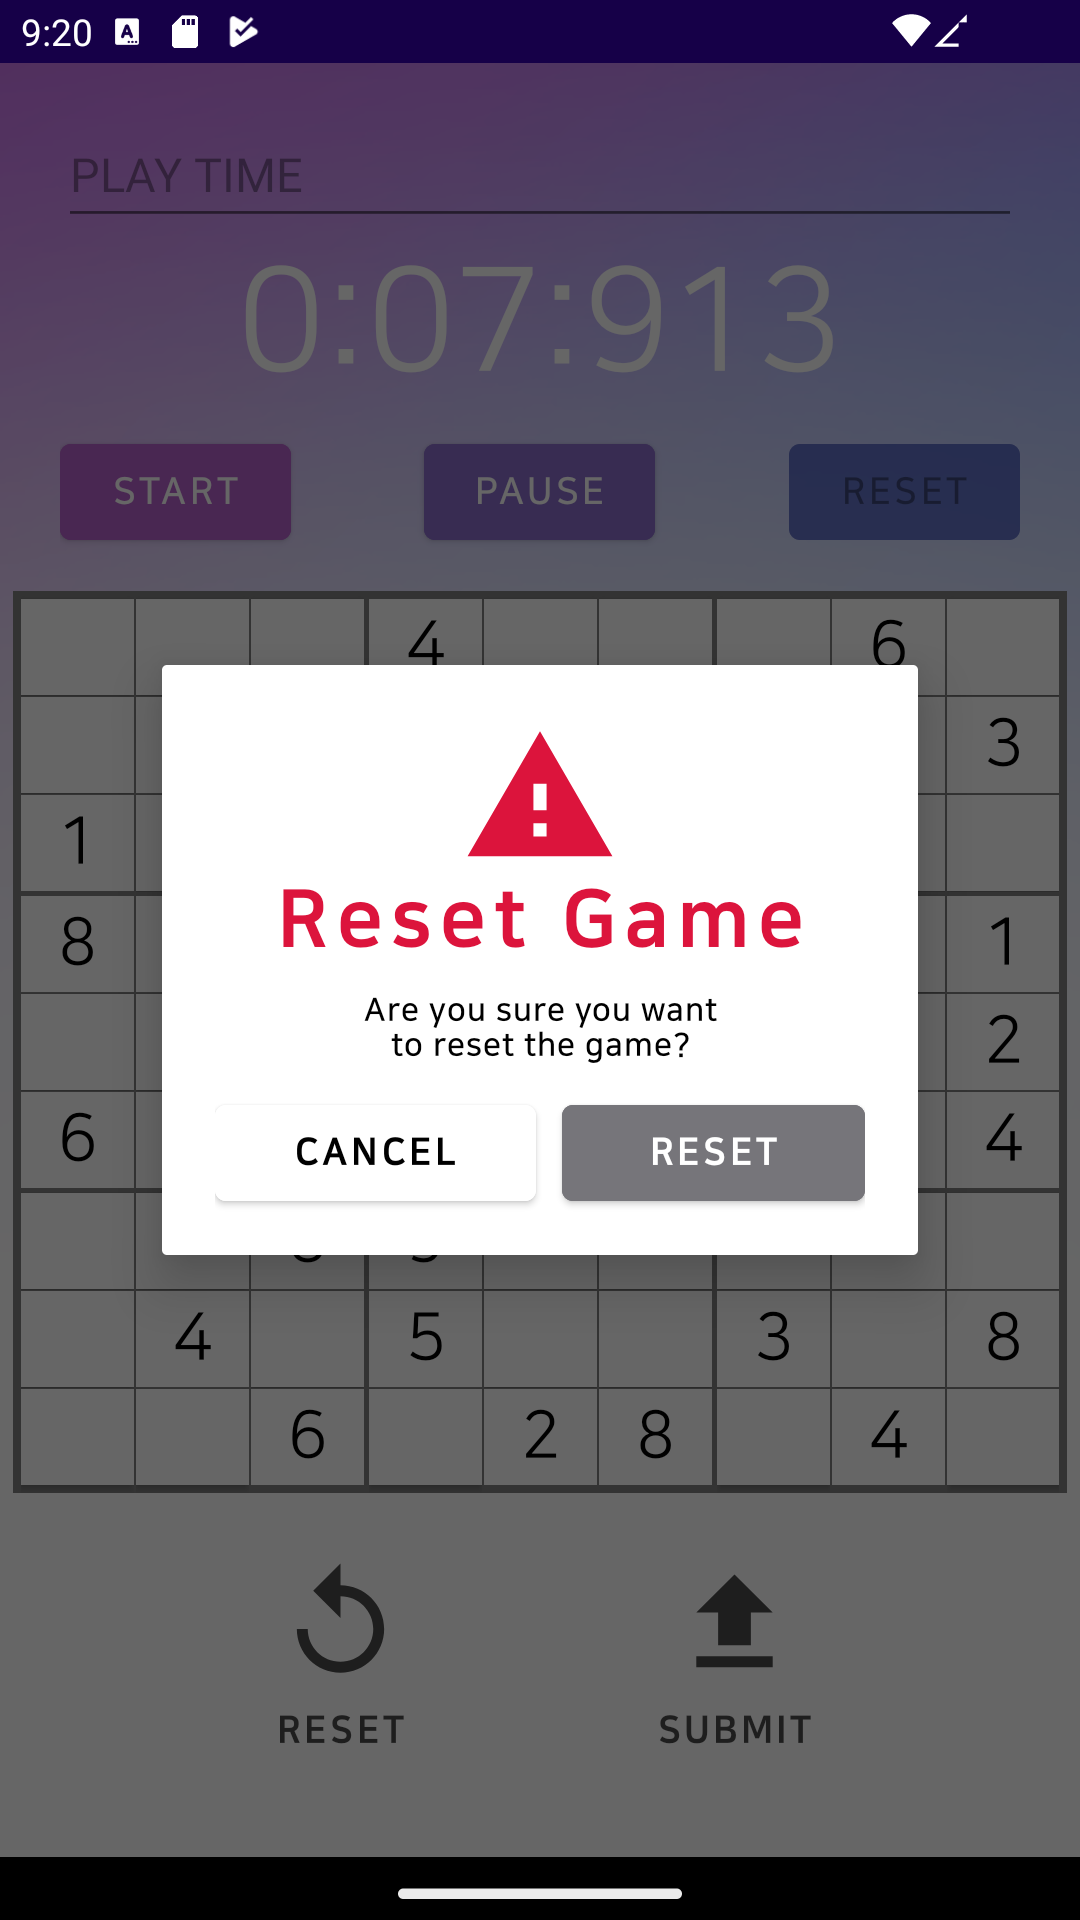 9:20
PLAY TIME
0:07:913
START PAUSE RESET
4 6
3
1
Reset Game
8 1
Are you sure you want
to reset the game?
2
6 4
CANCEL RESET
4 5 3 8
6 2 8 4
RESET SUBMIT